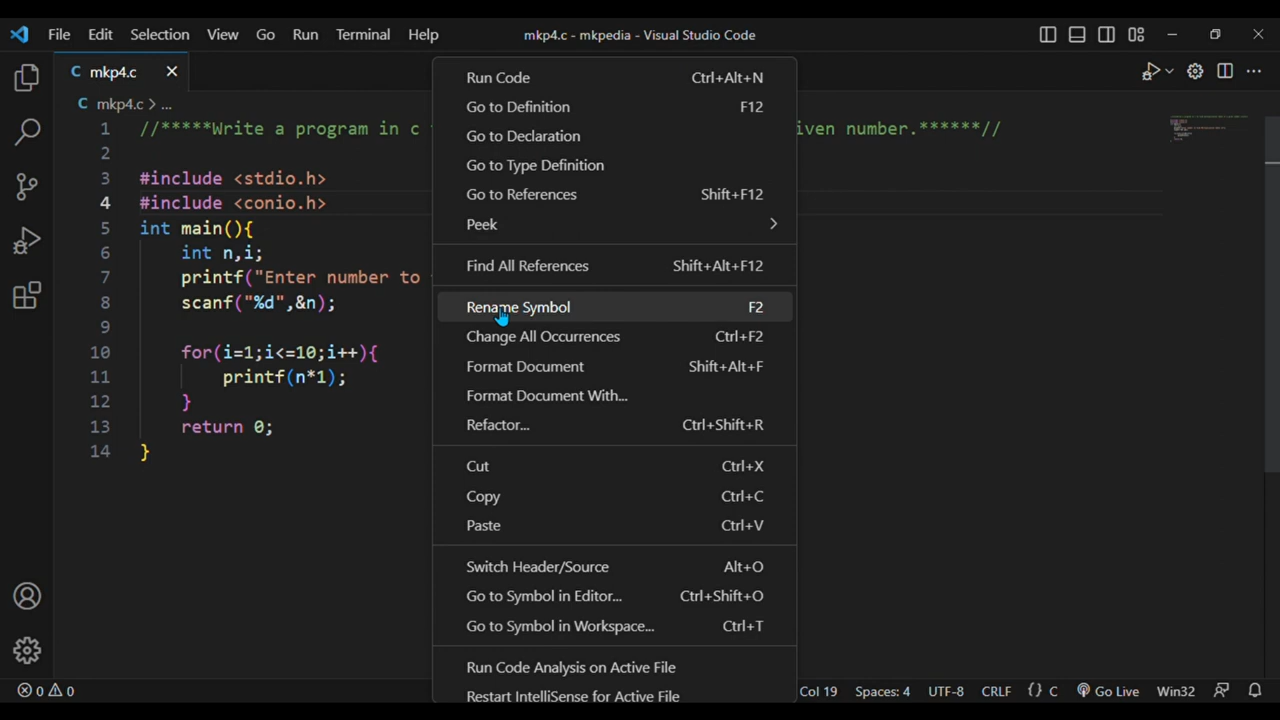 File Edit Selection View Go Run Terminal Help mkp4.c - mkpedia - Visual Studio Code
C mkp4.c
C mkp4.c > ...
1 //*****Write a program in c
iven number.******//
2
3 #include <stdio.h>
4 #include <conio.h>
5 int main(){
6 int n,i;
7 printf("Enter number to
8 scanf("%d",&n);
9
10 for(i=1;i<=10;i++){
11 printf(n*1);
12 }
13 return 0;
14 }
Run Code Ctrl+Alt+N
Go to Definition F12
Go to Declaration
Go to Type Definition
Go to References Shift+F12
Peek >
Find All References Shift+Alt+F12
Rename Symbol F2
Change All Occurrences Ctrl+F2
Format Document Shift+Alt+F
Format Document With...
Refactor... Ctrl+Shift+R
Cut Ctrl+X
Copy Ctrl+C
Paste Ctrl+V
Switch Header/Source Alt+O
Go to Symbol in Editor... Ctrl+Shift+O
Go to Symbol in Workspace... Ctrl+T
Run Code Analysis on Active File
Restart IntelliSense for Active File
0 0 Col 19 Spaces: 4 UTF-8 CRLF {} C Go Live Win32